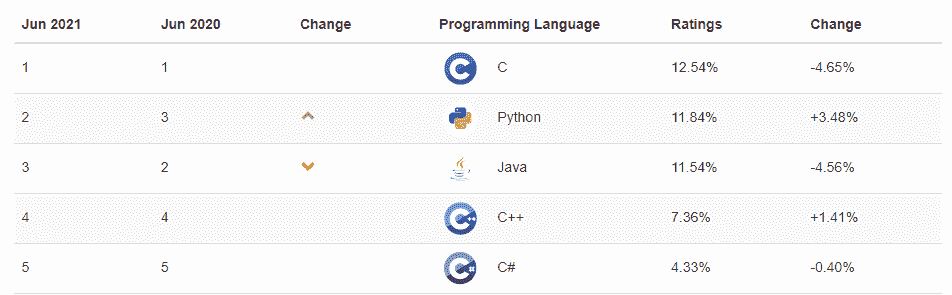 Jun 2021 Jun 2020 Change Programming Language Ratings Change
1 1 C 12.54% -4.65%
2 3 Python 11.84% +3.48%
3 2 Java 11.54% -4.56%
4 4 C++ 7.36% +1.41%
5 5 C# 4.33% -0.40%